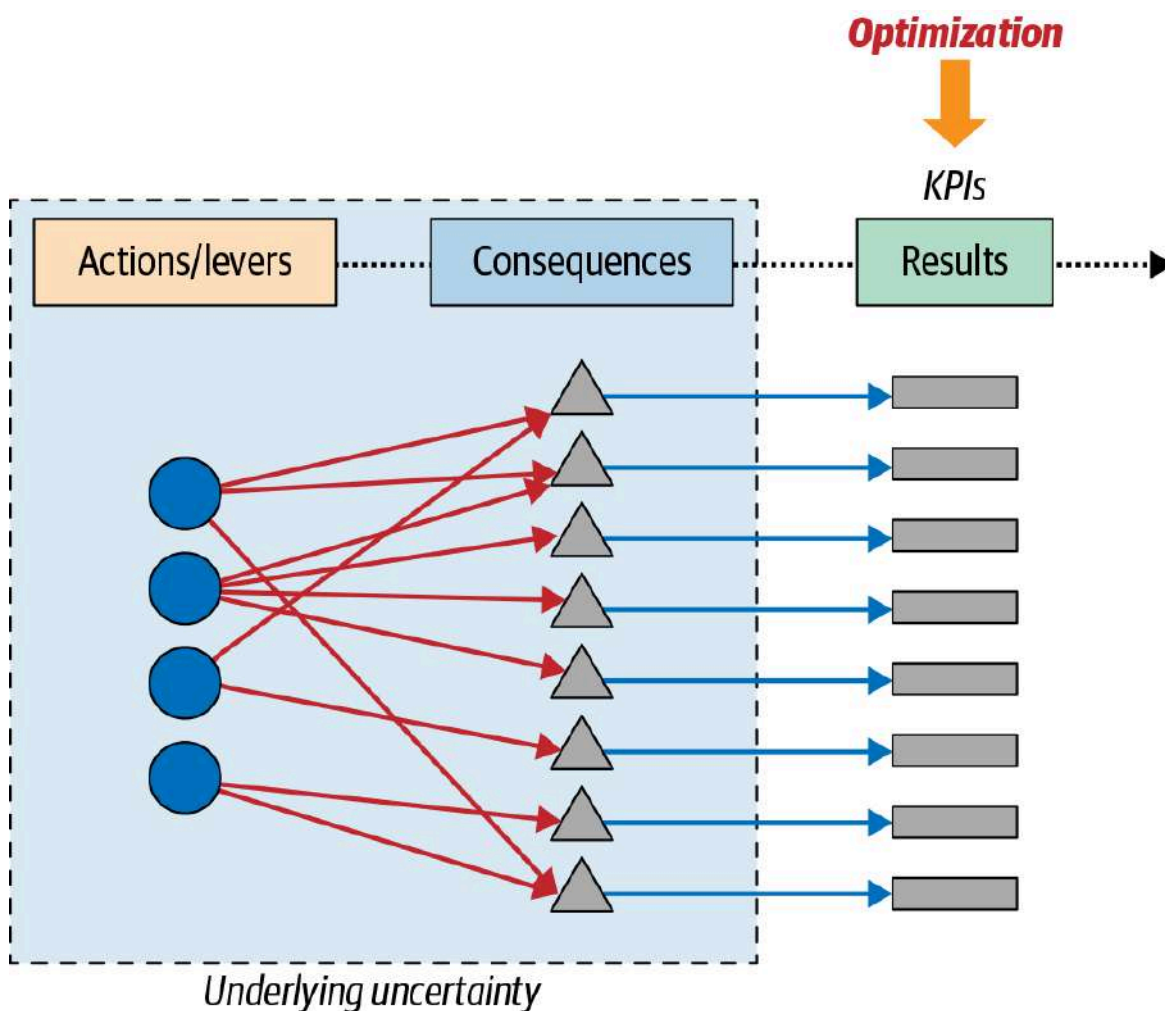 Optimization
KPIs
Actions/levers
Consequences
Results
Underlying uncertainty